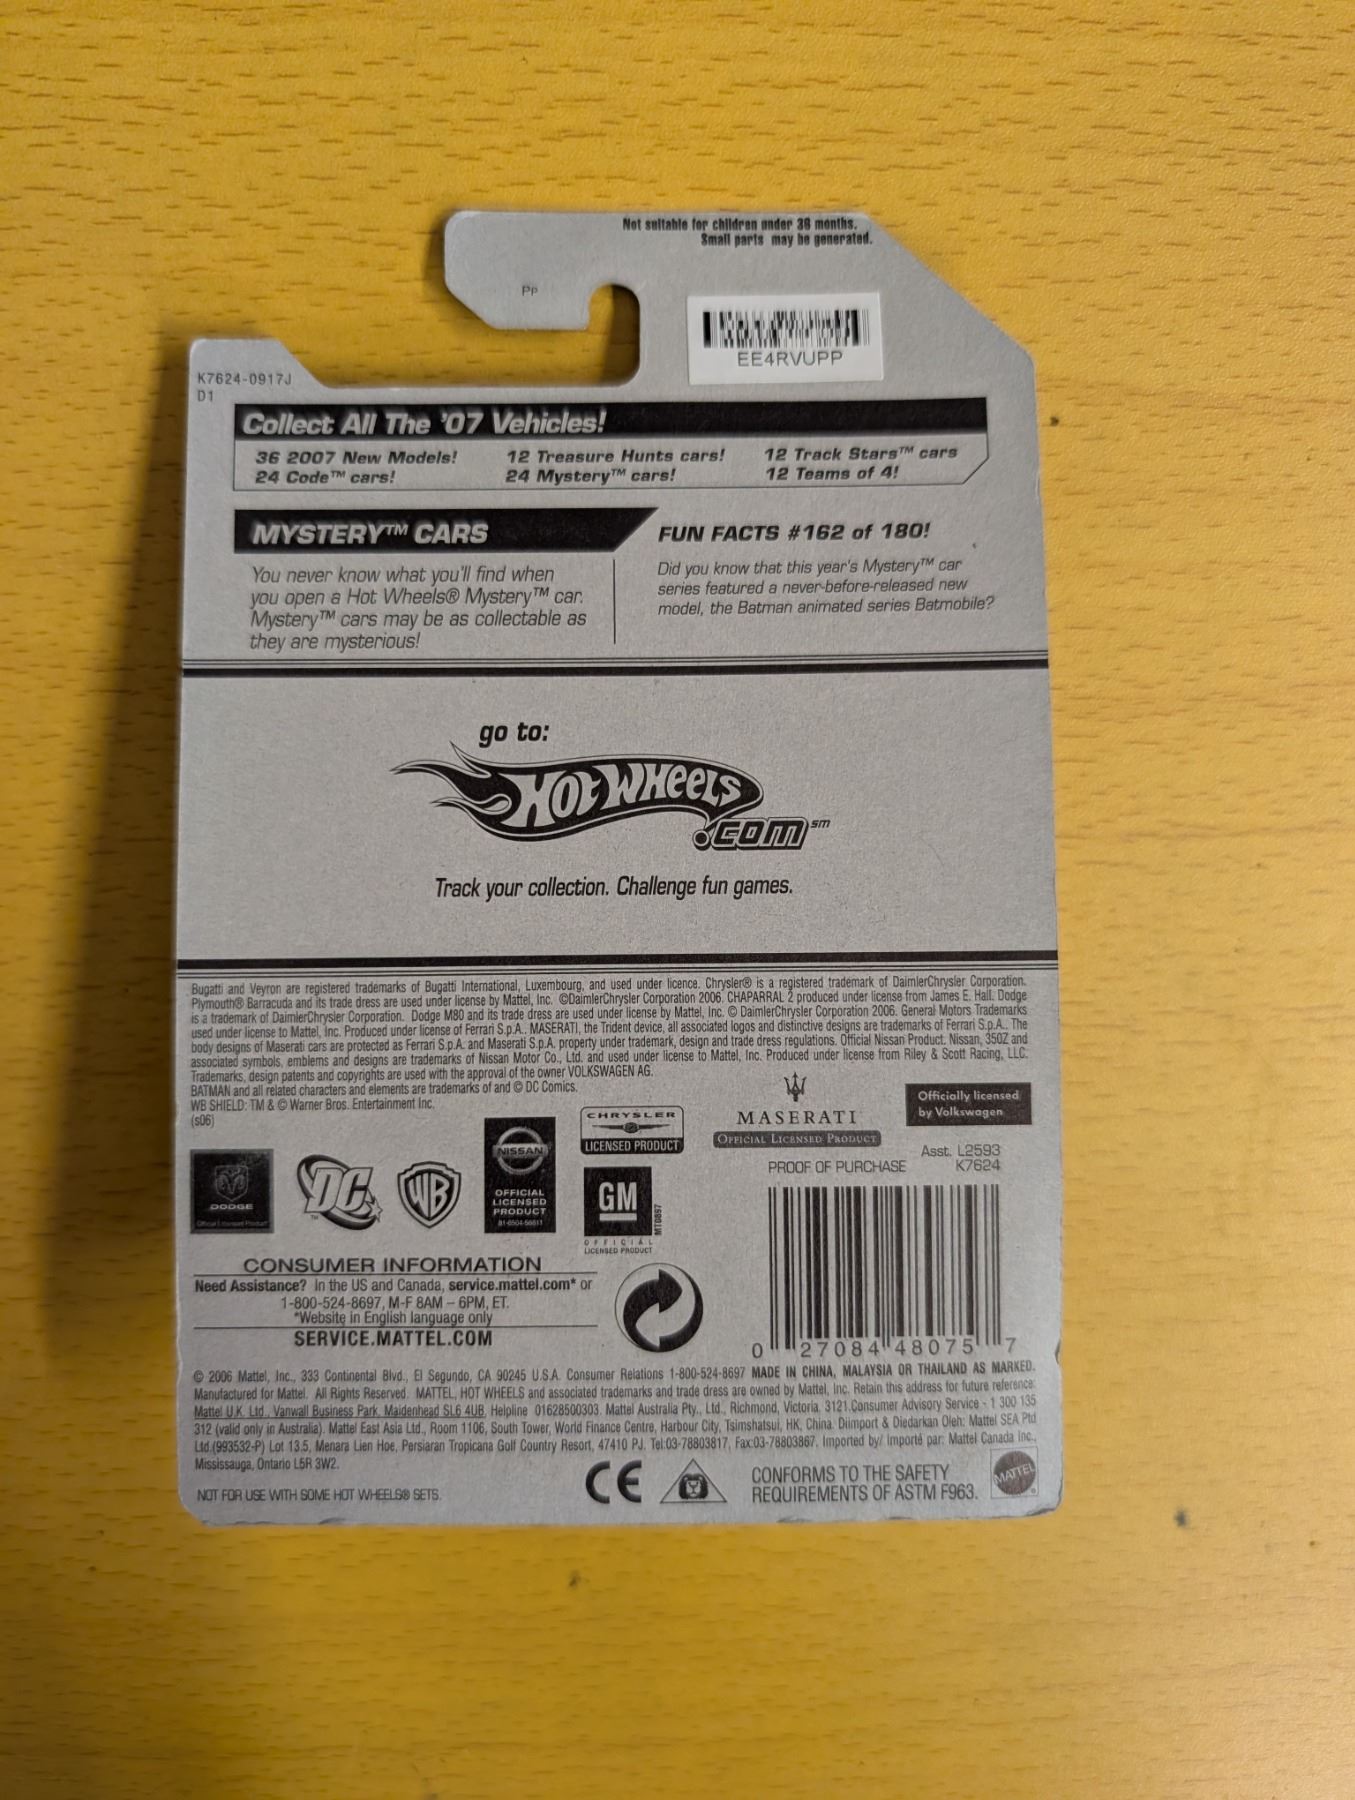 Not suitable for children under 36 months.
Small parts may be generated.
Pp
EE4RVUPP
K7624-0917J
D1
Collect All The '07 Vehicles!
36 2007 New Models!
24 Code™ cars!
12 Treasure Hunts cars!
24 Mystery™ cars!
12 Track Stars™ cars
12 Teams of 4!
MYSTERY™ CARS
You never know what you'll find when
you open a Hot Wheels® Mystery™ car.
Mystery™ cars may be as collectable as
they are mysterious!
FUN FACTS #162 of 180!
Did you know that this year's Mystery™ car
series featured a never-before-released new
model, the Batman animated series Batmobile?
go to:
HOT WHEELS
.COM℠
Track your collection. Challenge fun games.
Bugatti and Veyron are registered trademarks of Bugatti International, Luxembourg, and used under licence. Chrysler® is a registered trademark of DaimlerChrysler Corporation.
Plymouth® Barracuda and its trade dress are used under license by Mattel, Inc. ©DaimlerChrysler Corporation 2006. CHAPARRAL 2 produced under license from James E. Hall. Dodge
is a trademark of DaimlerChrysler Corporation. Dodge M80 and its trade dress are used under license by Mattel, Inc. © DaimlerChrysler Corporation 2006. General Motors Trademarks
used under license to Mattel, Inc. Produced under license of Ferrari S.p.A.. MASERATI, the Trident device, all associated logos and distinctive designs are trademarks of Ferrari S.p.A.. The
body designs of Maserati cars are protected as Ferrari S.p.A. and Maserati S.p.A. property under trademark, design and trade dress regulations. Official Nissan Product. Nissan, 350Z and
associated symbols, emblems and designs are trademarks of Nissan Motor Co., Ltd. and used under license to Mattel, Inc. Produced under license from Riley & Scott Racing, LLC.
Trademarks, design patents and copyrights are used with the approval of the owner VOLKSWAGEN AG.
BATMAN and all related characters and elements are trademarks of and © DC Comics.
WB SHIELD: TM & © Warner Bros. Entertainment Inc.
(s06)
DODGE
Official Licensed Product
DC
TM
WB
NISSAN
OFFICIAL
LICENSED
PRODUCT
CHRYSLER
LICENSED PRODUCT
GM
MT0897
OFFICIAL
LICENSED PRODUCT
MASERATI
OFFICIAL LICENSED PRODUCT
Officially licensed
by Volkswagen
Asst. L2593
PROOF OF PURCHASE K7624
0 27084 48075 7
CONSUMER INFORMATION
Need Assistance? In the US and Canada, service.mattel.com* or
1-800-524-8697, M-F 8AM – 6PM, ET.
*Website in English language only
SERVICE.MATTEL.COM
© 2006 Mattel, Inc., 333 Continental Blvd., El Segundo, CA 90245 U.S.A. Consumer Relations 1-800-524-8697 MADE IN CHINA, MALAYSIA OR THAILAND AS MARKED.
Manufactured for Mattel. All Rights Reserved. MATTEL, HOT WHEELS and associated trademarks and trade dress are owned by Mattel, Inc. Retain this address for future reference:
Mattel U.K. Ltd., Vanwall Business Park, Maidenhead SL6 4UB. Helpline 01628500303. Mattel Australia Pty., Ltd., Richmond, Victoria. 3121.Consumer Advisory Service - 1 300 135
312 (valid only in Australia). Mattel East Asia Ltd., Room 1106, South Tower, World Finance Centre, Harbour City, Tsimshatsui, HK, China. Diimport & Diedarkan Oleh: Mattel SEA Ptd
Ltd.(993532-P) Lot 13.5, Menara Lien Hoe, Persiaran Tropicana Golf Country Resort, 47410 PJ. Tel:03-78803817, Fax:03-78803867. Imported by/ Importé par: Mattel Canada Inc.,
Mississauga, Ontario L5R 3W2.
NOT FOR USE WITH SOME HOT WHEELS® SETS.
CE
CONFORMS TO THE SAFETY
REQUIREMENTS OF ASTM F963.
MATTEL